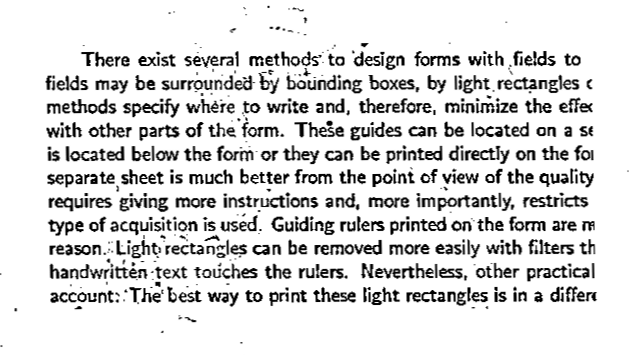 There exist several methods to design forms with fields to
fields may be surrounded by bounding boxes, by light rectangles
methods specify where to write and, therefore, minimize the
with other parts of the form. These guides can be located on a
is located below the form or they can be printed directly on the
separate sheet is much better from the point of view of the quality
requires giving more instructions and, more importantly, restricts
type of acquisition is used. Guiding rulers printed on the form are
reason. Light rectangles can be removed more easily with filters
handwritten text touches the rulers. Nevertheless, other practical
account: The best way to print these light rectangles is in a